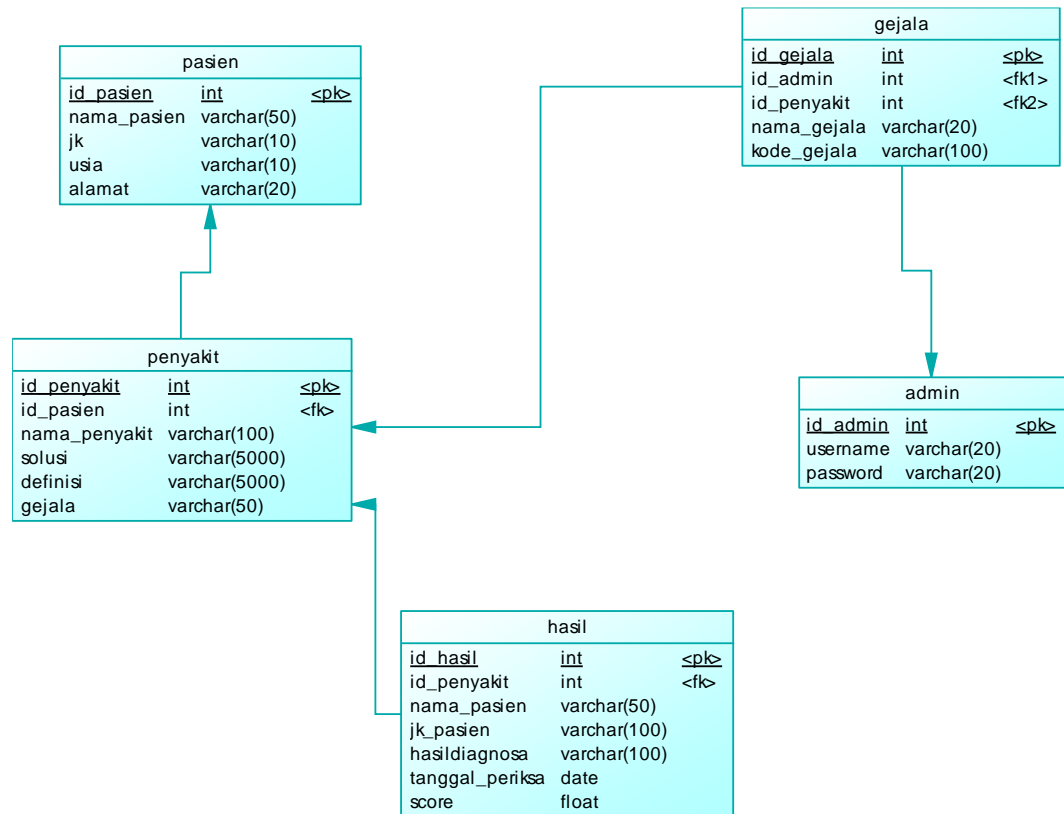 pasien
id_pasien int <pk>
nama_pasien varchar(50)
jk varchar(10)
usia varchar(10)
alamat varchar(20)
gejala
id_gejala int <pk>
id_admin int <fk1>
id_penyakit int <fk2>
nama_gejala varchar(20)
kode_gejala varchar(100)
penyakit
id_penyakit int <pk>
id_pasien int <fk>
nama_penyakit varchar(100)
solusi varchar(5000)
definisi varchar(5000)
gejala varchar(50)
admin
id_admin int <pk>
username varchar(20)
password varchar(20)
hasil
id_hasil int <pk>
id_penyakit int <fk>
nama_pasien varchar(50)
jk_pasien varchar(100)
hasildiagnosa varchar(100)
tanggal_periksa date
score float